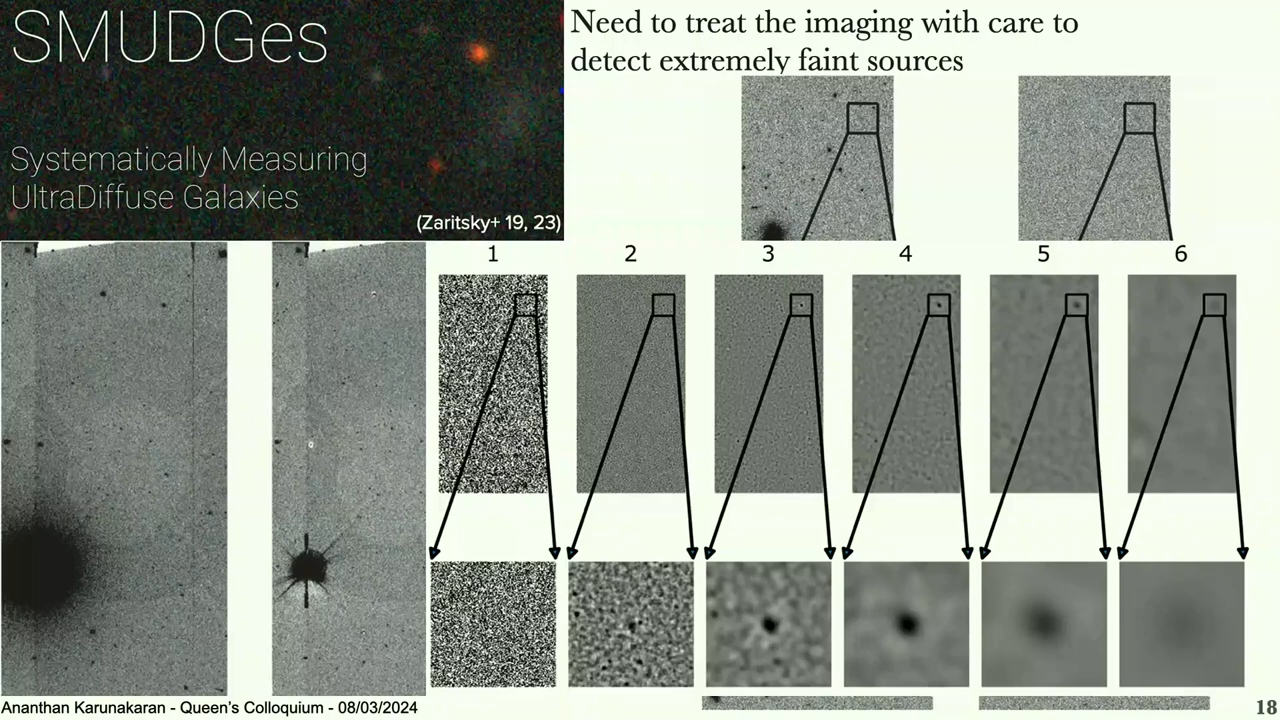 SMUDGes
Systematically Measuring
UltraDiffuse Galaxies
(Zaritsky+ 19, 23)
Need to treat the imaging with care to
detect extremely faint sources
1 2 3 4 5 6
Ananthan Karunakaran - Queen's Colloquium - 08/03/2024
18